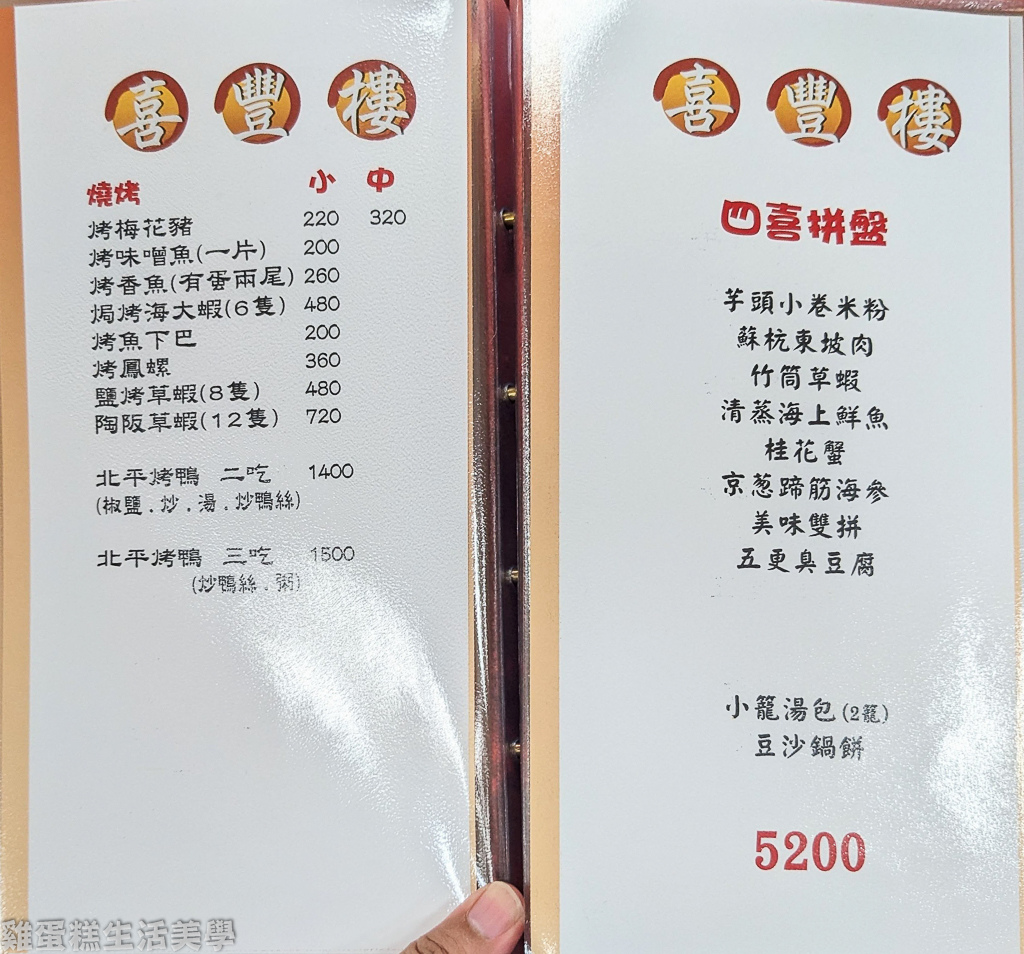 喜豐樓
燒烤 小 中
烤梅花豬 220 320
烤味噌魚(一片) 200
烤香魚(有蛋兩尾) 260
焗烤海大蝦(6隻) 480
烤魚下巴 200
烤鳳螺 360
鹽烤草蝦(8隻) 480
陶阪草蝦(12隻) 720
北平烤鴨 二吃 1400
(椒鹽.炒.湯.炒鴨絲)
北平烤鴨 三吃 1500
(炒鴨絲.粥)
喜豐樓
四喜拼盤
芋頭小卷米粉
蘇杭東坡肉
竹筒草蝦
清蒸海上鮮魚
桂花蟹
京葱蹄筋海參
美味雙拼
五更臭豆腐
小籠湯包(2籠)
豆沙鍋餅
5200
雞蛋糕生活美學